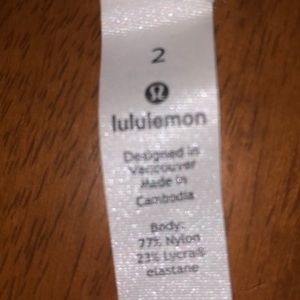 2
lululemon
Designed in
Vancouver
Made in
Cambodia
Body:
77% Nylon
23% Lycra®
elastane